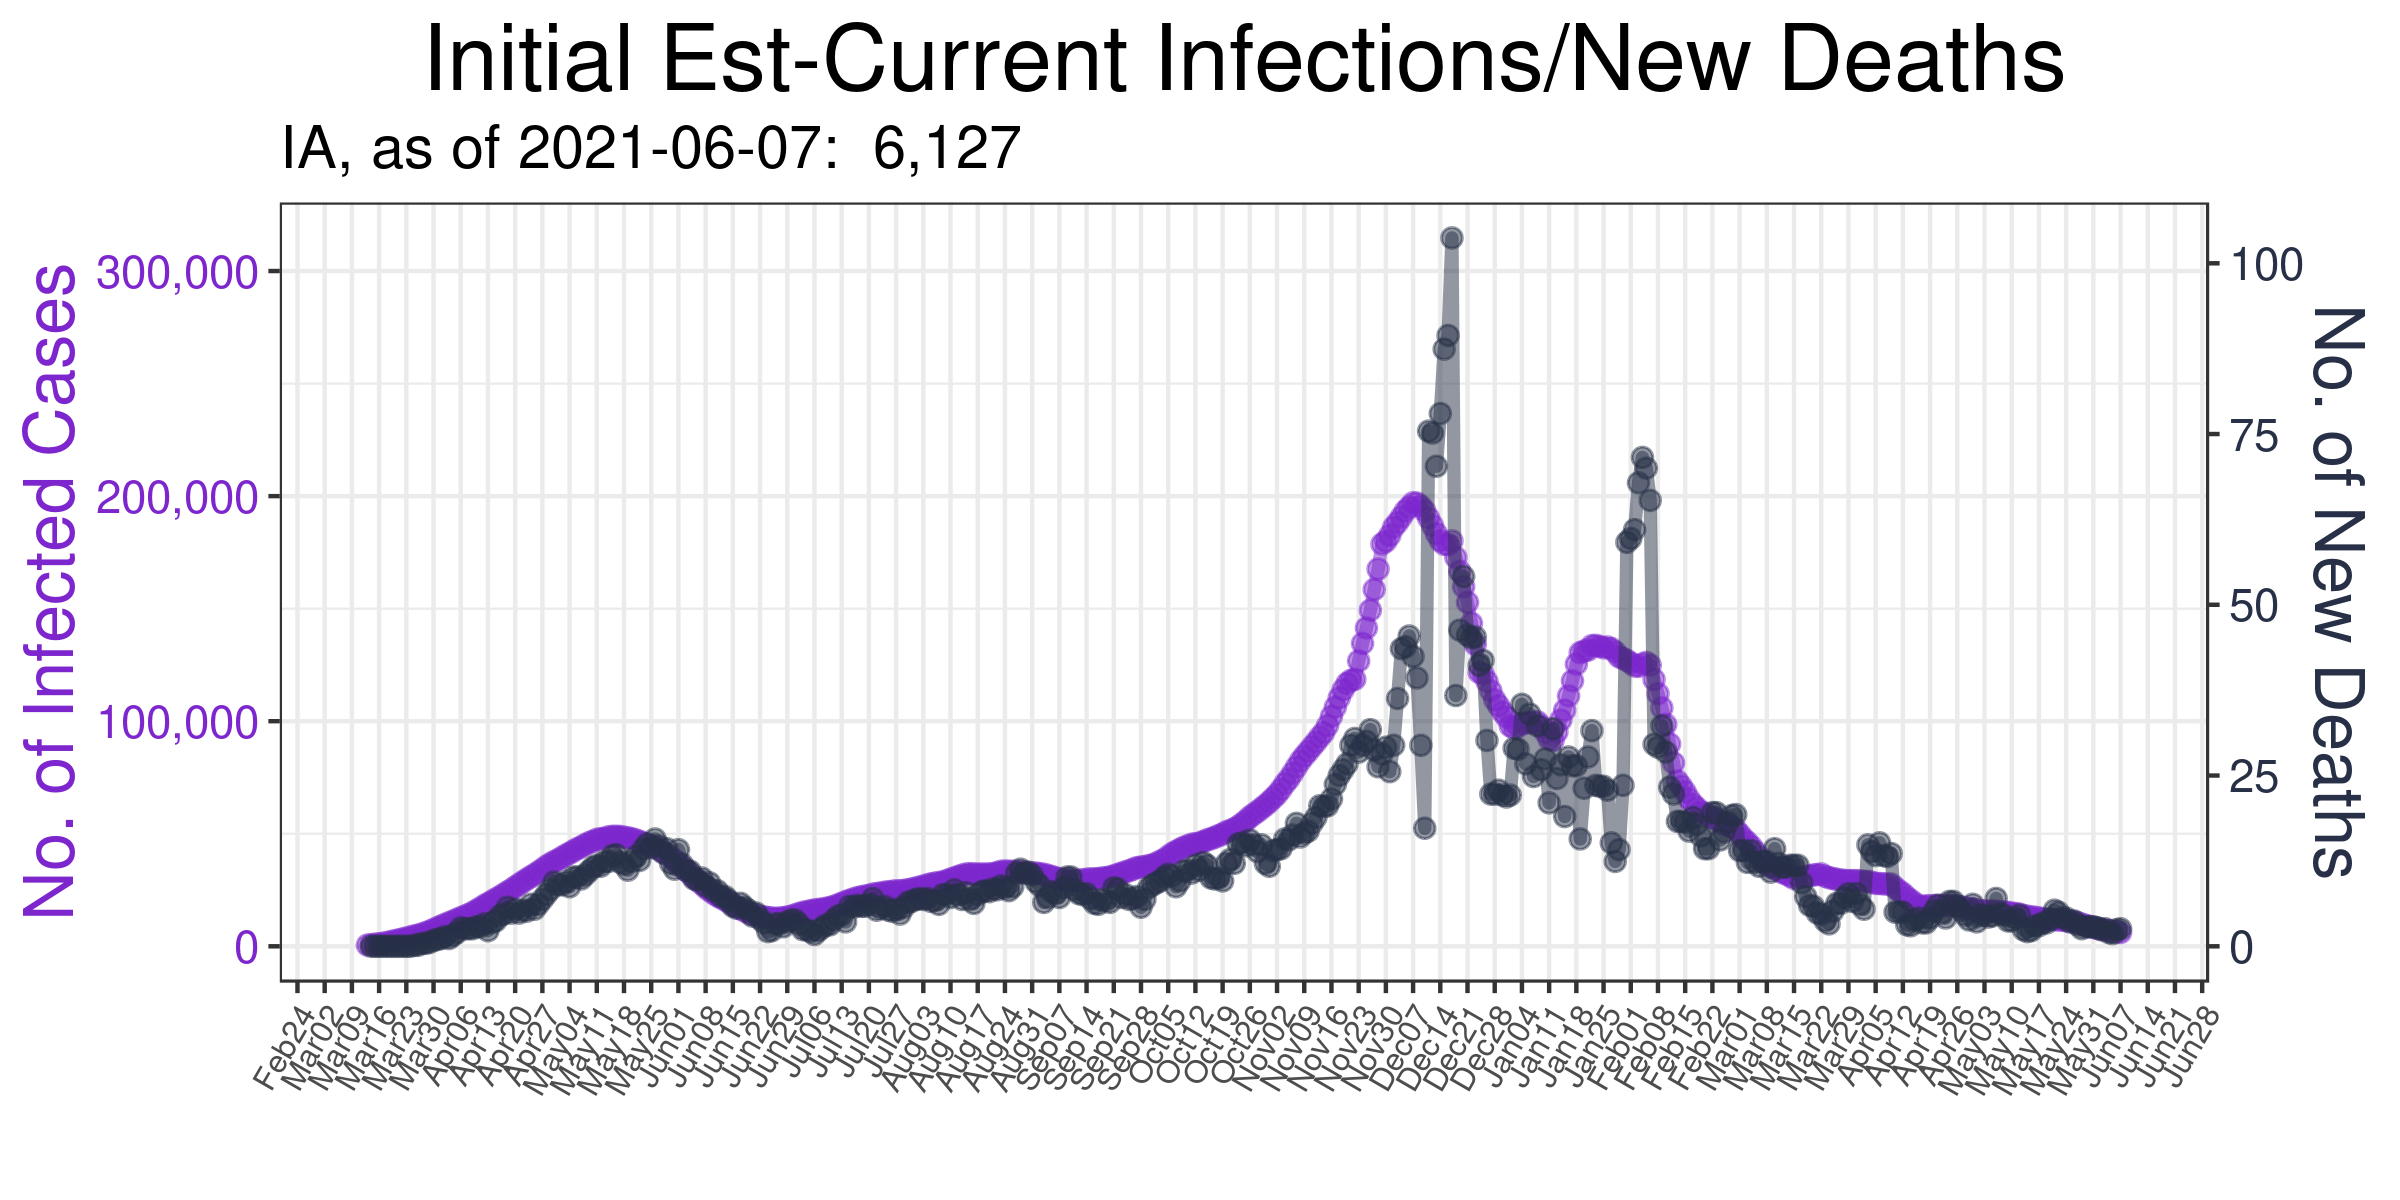 Initial Est-Current Infections/New Deaths
IA, as of 2021-06-07:  6,127
No. of Infected Cases
300,000
200,000
100,000
0
100
75
50
25
0
No. of New Deaths
Feb24
Mar02
Mar09
Mar16
Mar23
Mar30
Apr06
Apr13
Apr20
Apr27
May04
May11
May18
May25
Jun01
Jun08
Jun15
Jun22
Jun29
Jul06
Jul13
Jul20
Jul27
Aug03
Aug10
Aug17
Aug24
Aug31
Sep07
Sep14
Sep21
Sep28
Oct05
Oct12
Oct19
Oct26
Nov02
Nov09
Nov16
Nov23
Nov30
Dec07
Dec14
Dec21
Dec28
Jan04
Jan11
Jan18
Jan25
Feb01
Feb08
Feb15
Feb22
Mar01
Mar08
Mar15
Mar22
Mar29
Apr05
Apr12
Apr19
Apr26
May03
May10
May17
May24
May31
Jun07
Jun14
Jun21
Jun28